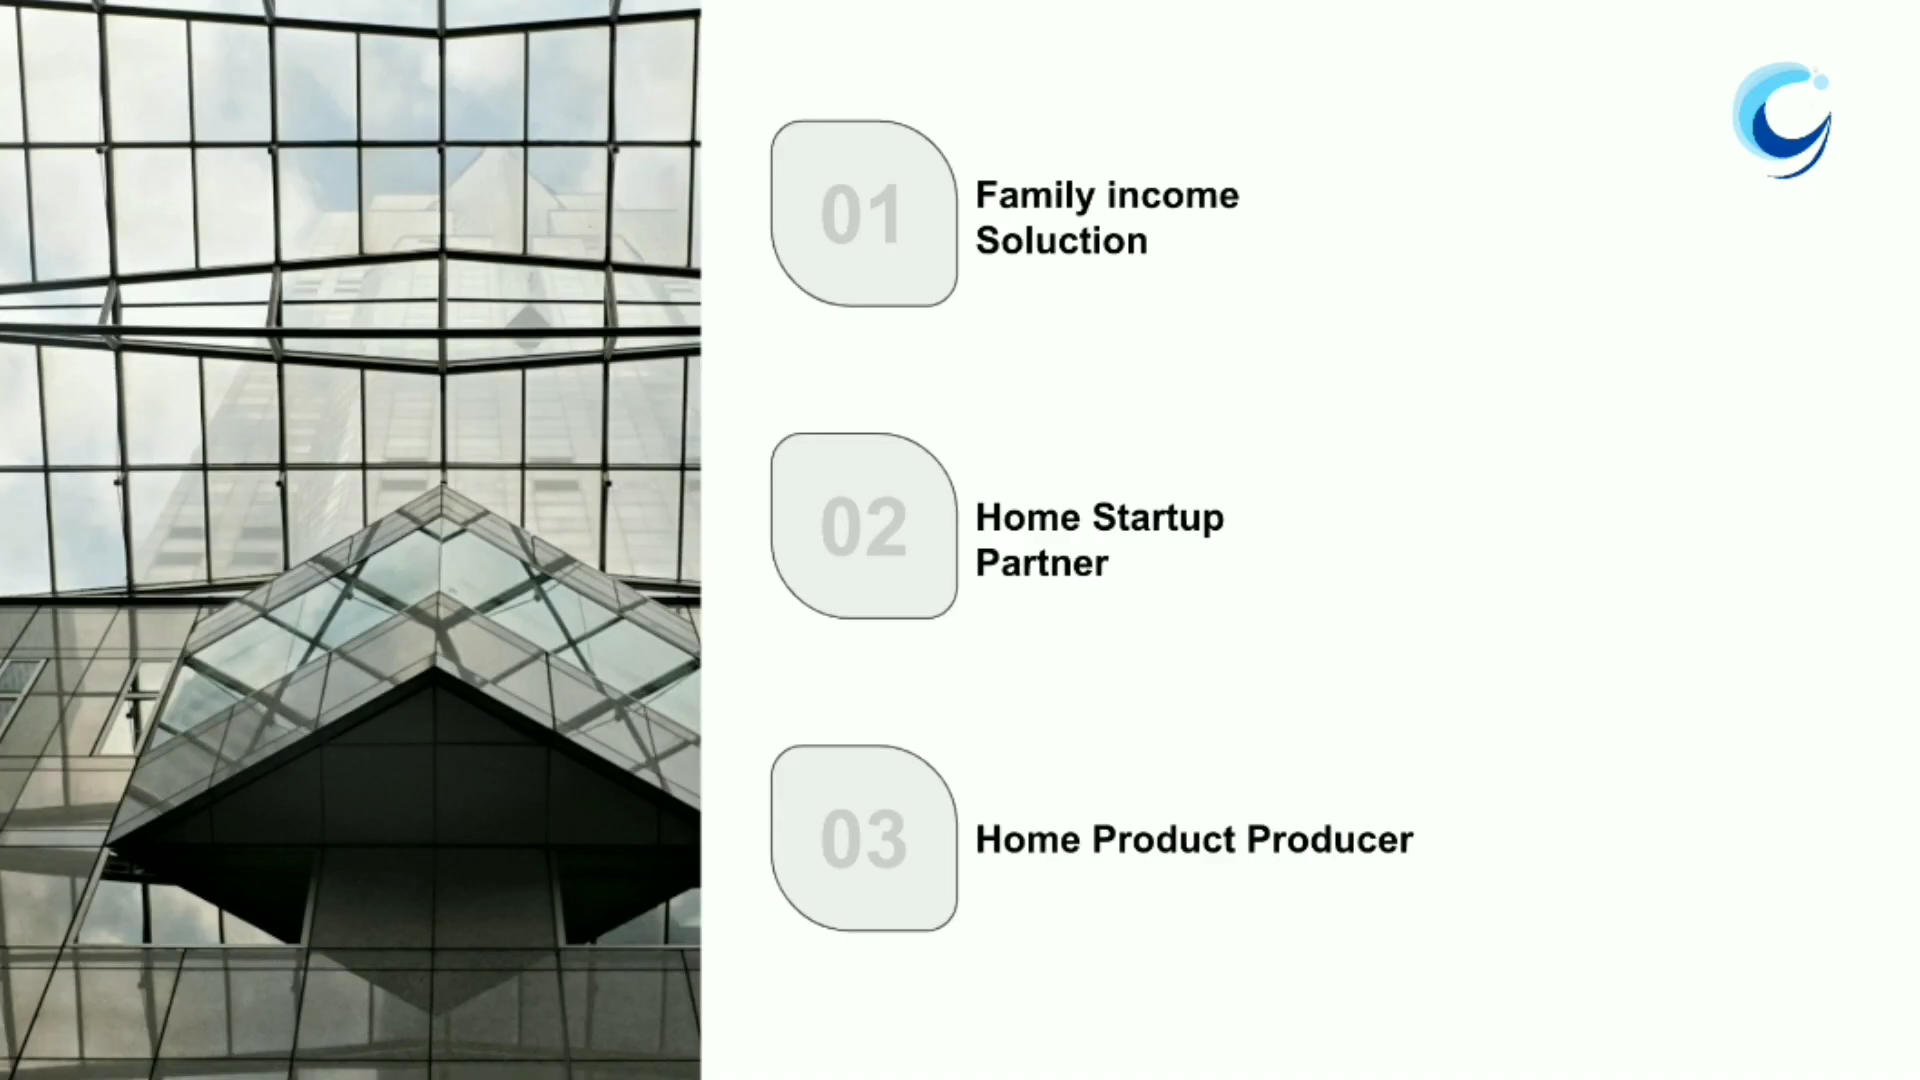 01
Family income
Soluction
02
Home Startup
Partner
03
Home Product Producer